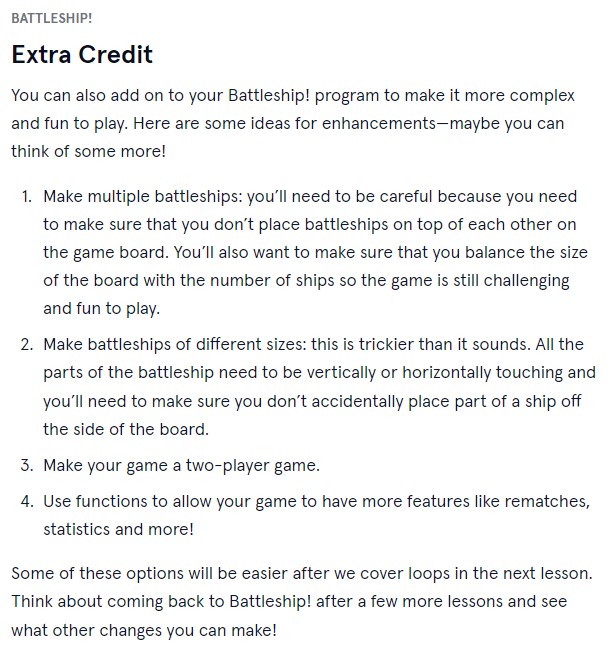 BATTLESHIP!
Extra Credit
You can also add on to your Battleship! program to make it more complex
and fun to play. Here are some ideas for enhancements—maybe you can
think of some more!
1. Make multiple battleships: you’ll need to be careful because you need
to make sure that you don’t place battleships on top of each other on
the game board. You’ll also want to make sure that you balance the size
of the board with the number of ships so the game is still challenging
and fun to play.
2. Make battleships of different sizes: this is trickier than it sounds. All the
parts of the battleship need to be vertically or horizontally touching and
you’ll need to make sure you don’t accidentally place part of a ship off
the side of the board.
3. Make your game a two-player game.
4. Use functions to allow your game to have more features like rematches,
statistics and more!
Some of these options will be easier after we cover loops in the next lesson.
Think about coming back to Battleship! after a few more lessons and see
what other changes you can make!